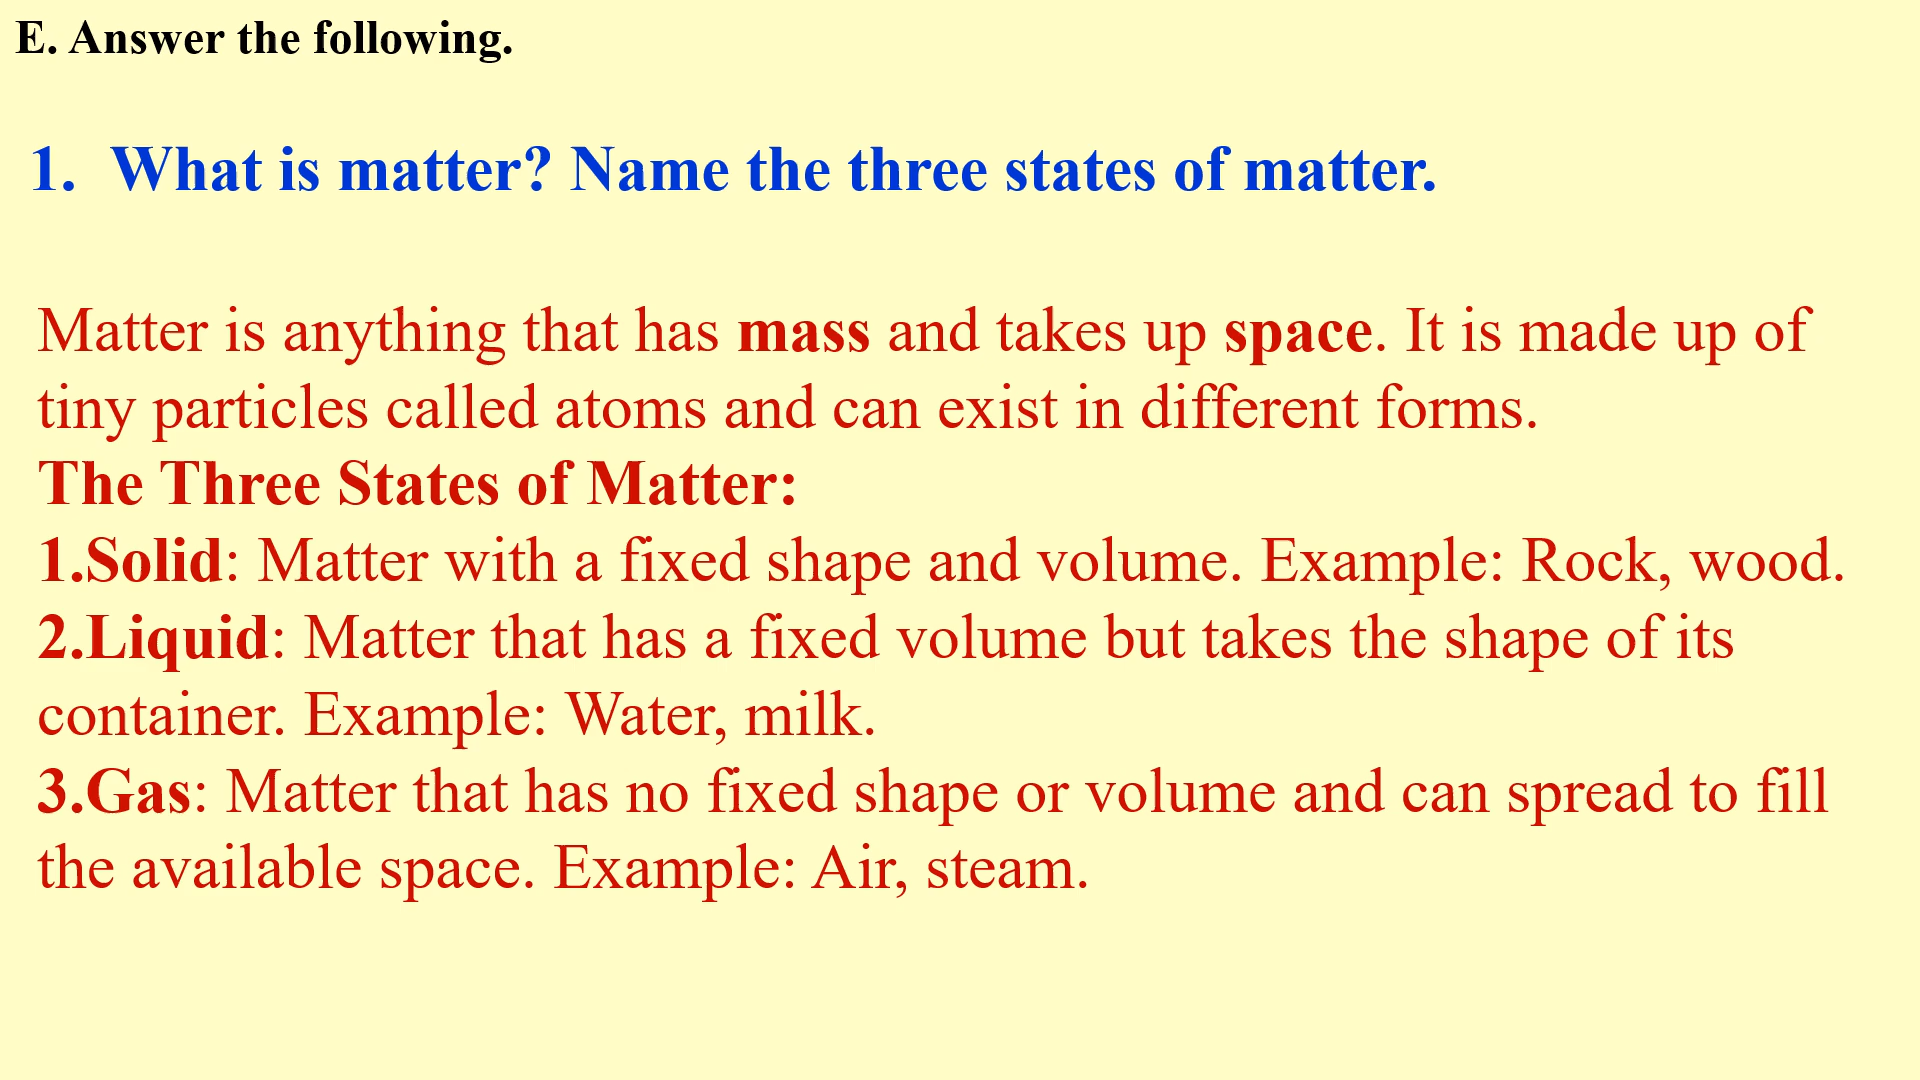 E. Answer the following.
1. What is matter? Name the three states of matter.
Matter is anything that has mass and takes up space. It is made up of
tiny particles called atoms and can exist in different forms.
The Three States of Matter:
1.Solid: Matter with a fixed shape and volume. Example: Rock, wood.
2.Liquid: Matter that has a fixed volume but takes the shape of its
container. Example: Water, milk.
3.Gas: Matter that has no fixed shape or volume and can spread to fill
the available space. Example: Air, steam.